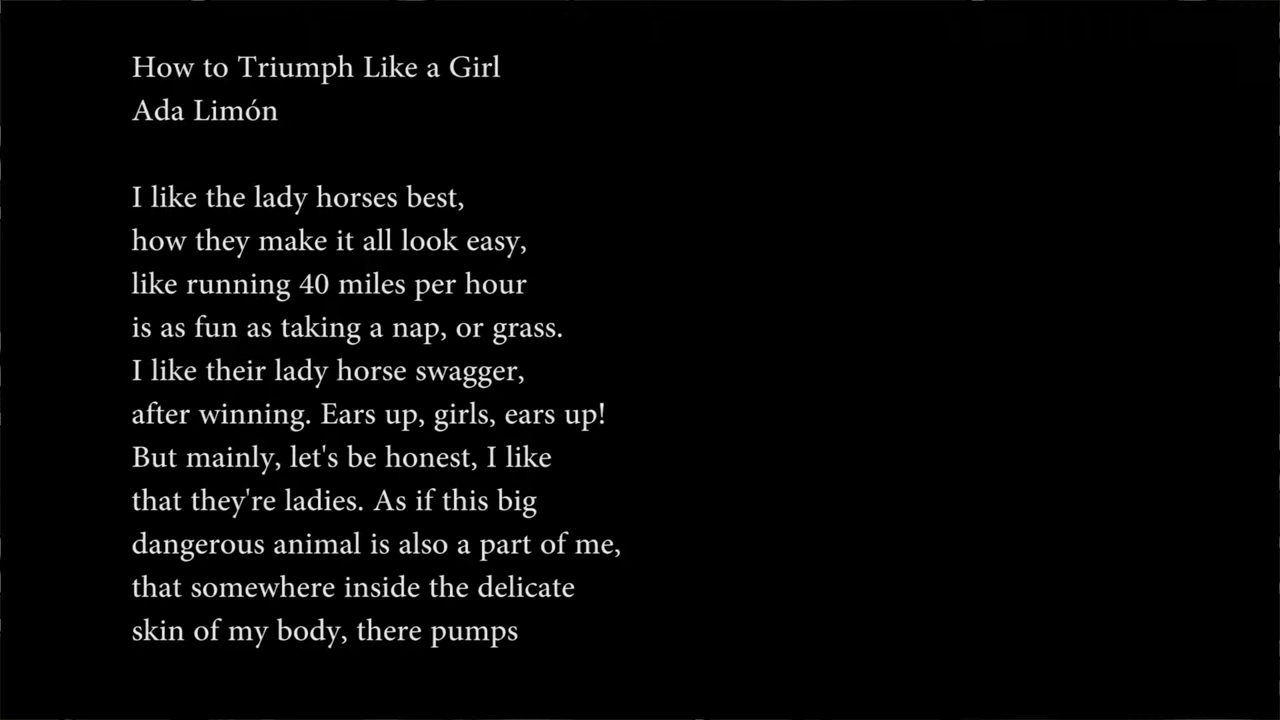 How to Triumph Like a Girl
Ada Limón
I like the lady horses best,
how they make it all look easy,
like running 40 miles per hour
is as fun as taking a nap, or grass.
I like their lady horse swagger,
after winning. Ears up, girls, ears up!
But mainly, let's be honest, I like
that they're ladies. As if this big
dangerous animal is also a part of me,
that somewhere inside the delicate
skin of my body, there pumps